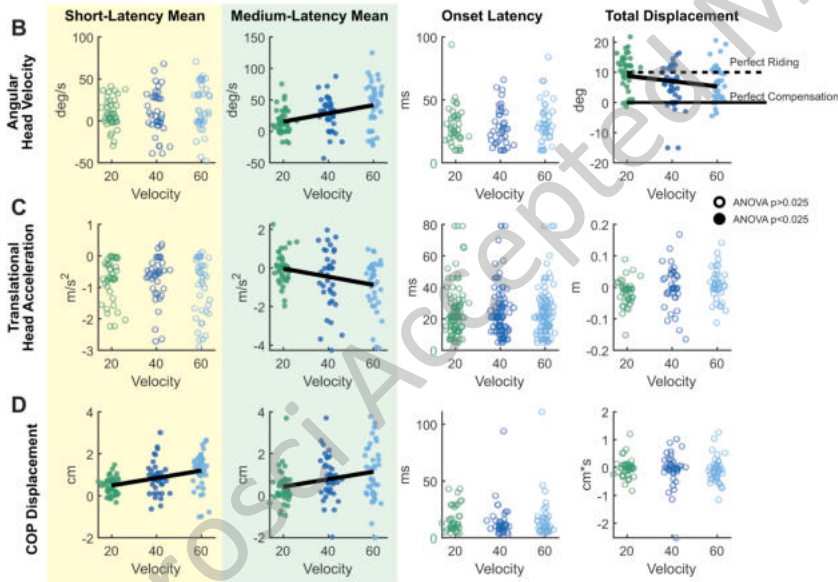 Short-Latency Mean Medium-Latency Mean Onset Latency Total Displacement
B
Angular
Head Velocity
deg/s
100
50
0
-50
20 40 60
Velocity
deg/s
150
100
50
0
-50
20 40 60
Velocity
ms
50
0
20 40 60
Velocity
deg
20
10
0
-10
-20
20 40 60
Velocity
Perfect Riding
Perfect Compensation
ANOVA p>0.025
ANOVA p<0.025
C
Translational
Head Acceleration
m/s²
1
0
-1
-2
-3
20 40 60
Velocity
m/s²
2
0
-2
-4
20 40 60
Velocity
ms
80
60
40
20
0
20 40 60
Velocity
m
0.2
0.1
0
-0.1
-0.2
20 40 60
Velocity
D
COP Displacement
cm
4
2
0
-2
20 40 60
Velocity
cm
4
2
0
-2
20 40 60
Velocity
ms
100
50
0
20 40 60
Velocity
cm*s
2
1
0
-1
-2
20 40 60
Velocity
rosci Accepted M